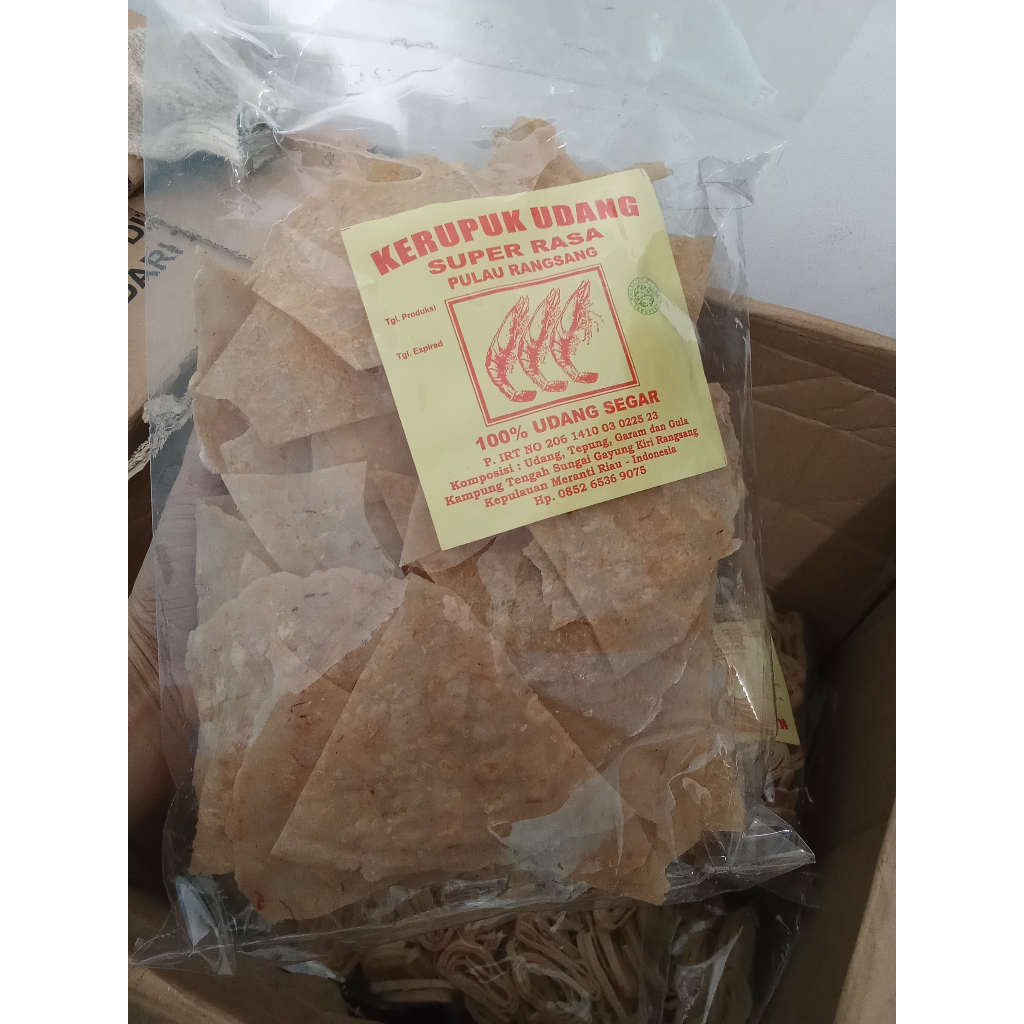 KERUPUK UDANG
SUPER RASA
PULAU RANGSANG
Tgl. Produksi
Tgl. Expired
100% UDANG SEGAR
P. IRT NO 206 1410 03 0225 23
Komposisi : Udang, Tepung, Garam dan Gula
Kampung Tengah Sungai Gayung Kiri Rangsang
Kepulauan Meranti Riau - Indonesia
Hp. 0852 6536 9075
DARI